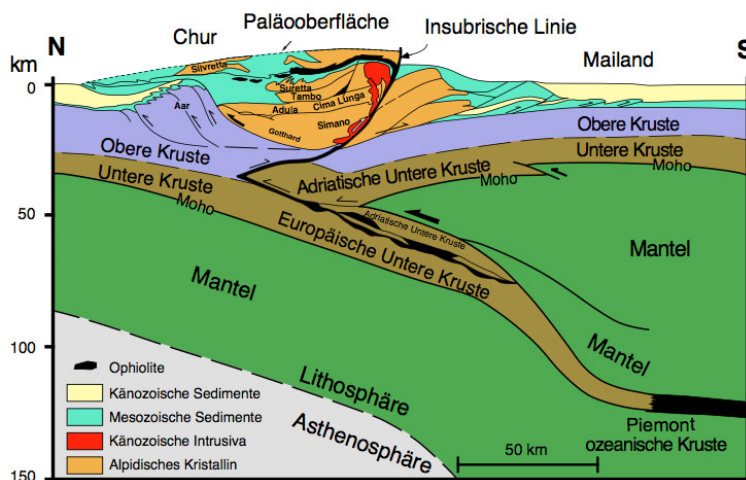 N
Chur
Paläooberfläche
Insubrische Linie
Mailand
S
km
0
50
100
150
Silvretta
Suretta
Tambo
Cima Lunga
Adula
Simano
Gotthard
Aar
Obere Kruste
Obere Kruste
Untere Kruste
Moho
Adriatische Untere Kruste
Moho
Untere Kruste
Moho
Adriatische Untere Kruste
Europäische Untere Kruste
Mantel
Mantel
Mantel
Lithosphäre
Asthenosphäre
Piemont
ozeanische Kruste
50 km
Ophiolite
Känozoische Sedimente
Mesozoische Sedimente
Känozoische Intrusiva
Alpidisches Kristallin